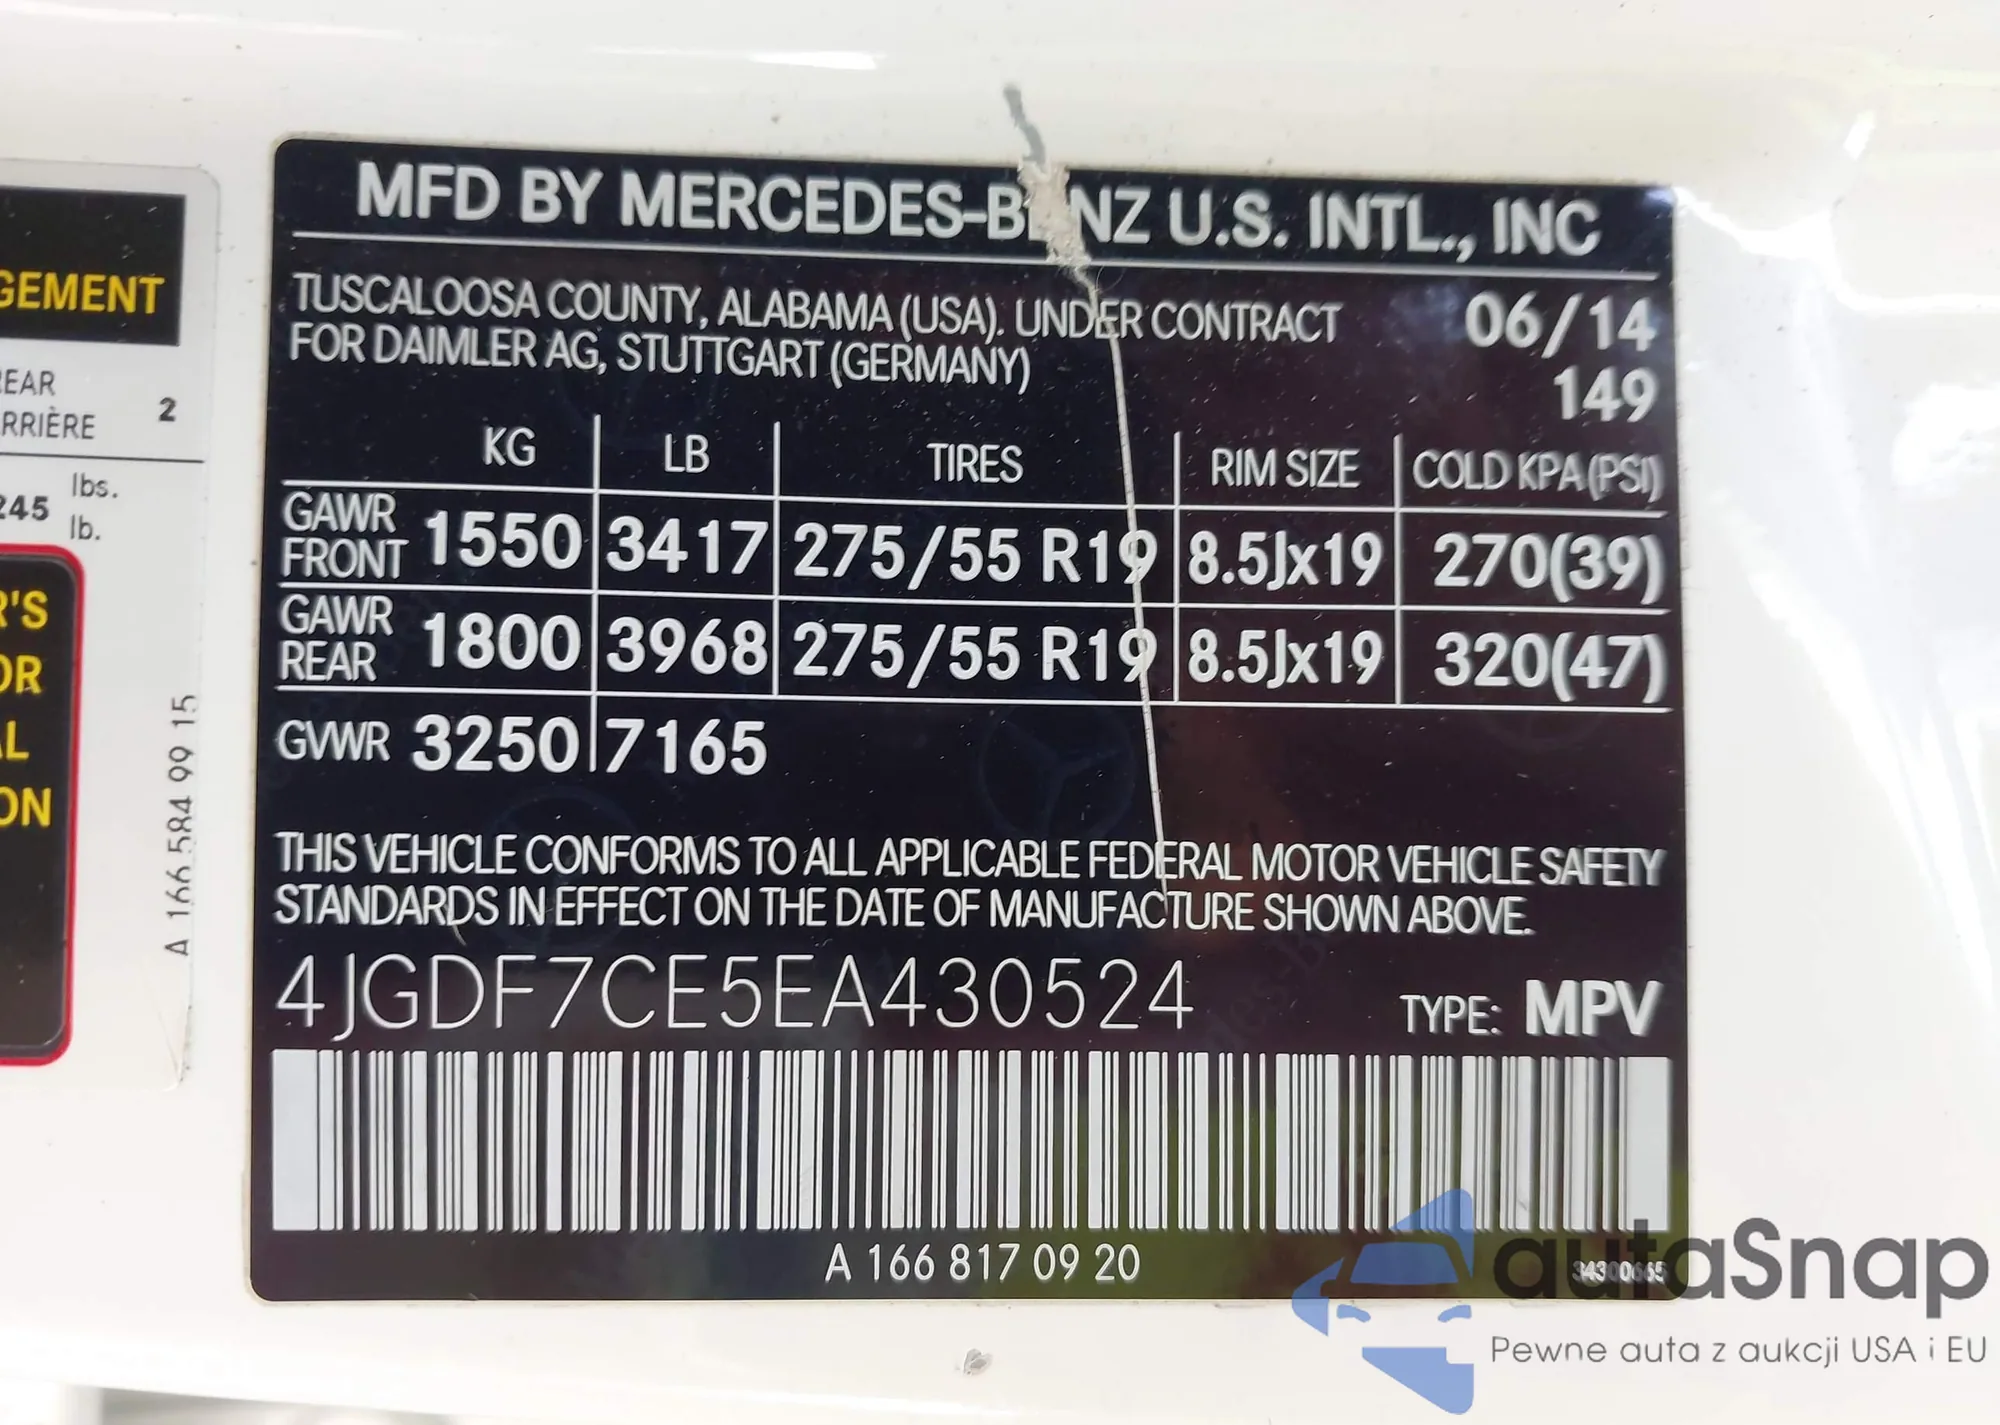 GEMENT
REAR
ARRIÈRE 2
245 lbs.
lb.
R'S
OR
AL
ON
A 166 584 99 15
MFD BY MERCEDES-BENZ U.S. INTL., INC
TUSCALOOSA COUNTY, ALABAMA (USA). UNDER CONTRACT
FOR DAIMLER AG, STUTTGART (GERMANY)
06/14
149
KG LB TIRES RIM SIZE COLD KPA (PSI)
GAWR FRONT 1550 3417 275/55 R19 8.5Jx19 270(39)
GAWR REAR 1800 3968 275/55 R19 8.5Jx19 320(47)
GVWR 3250 7165
THIS VEHICLE CONFORMS TO ALL APPLICABLE FEDERAL MOTOR VEHICLE SAFETY
STANDARDS IN EFFECT ON THE DATE OF MANUFACTURE SHOWN ABOVE.
4JGDF7CE5EA430524 TYPE: MPV
A 166 817 09 20
34300665
autaSnap
Pewne auta z aukcji USA i EU